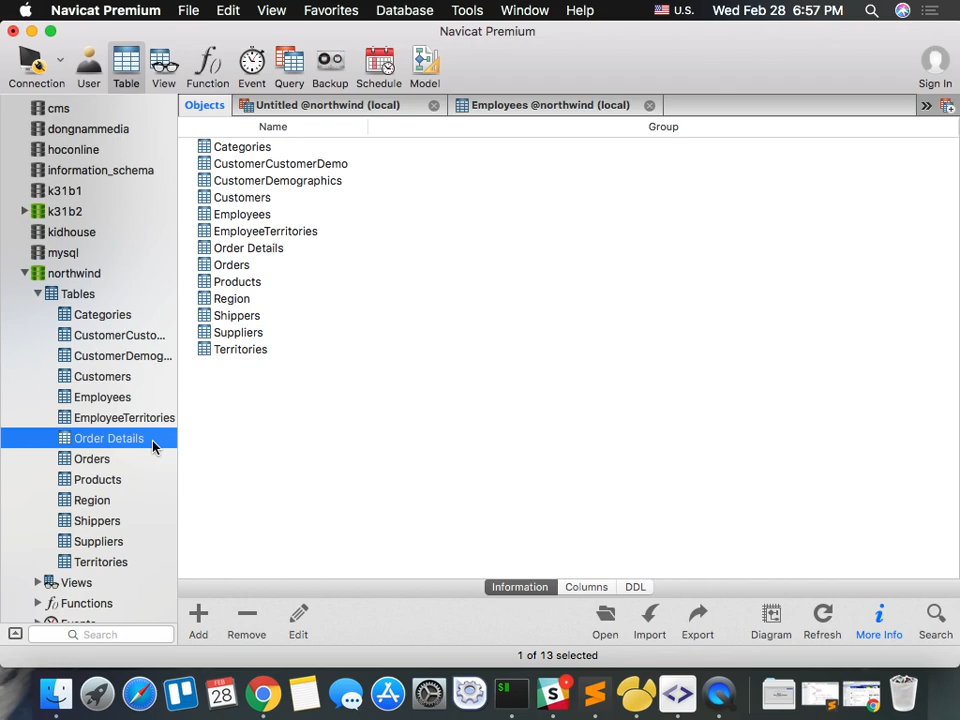 Navicat Premium File Edit View Favorites Database Tools Window Help U.S. Wed Feb 28 6:57 PM
Navicat Premium
Connection User Table View Function Event Query Backup Schedule Model Sign In
Objects Untitled @northwind (local) Employees @northwind (local)
Name Group
cms
dongnammedia
hoconline
information_schema
k31b1
k31b2
kidhouse
mysql
northwind
Tables
Categories
CustomerCusto...
CustomerDemog...
Customers
Employees
EmployeeTerritories
Order Details
Orders
Products
Region
Shippers
Suppliers
Territories
Views
Functions
Search
Categories
CustomerCustomerDemo
CustomerDemographics
Customers
Employees
EmployeeTerritories
Order Details
Orders
Products
Region
Shippers
Suppliers
Territories
Information Columns DDL
Add Remove Edit Open Import Export Diagram Refresh More Info Search
1 of 13 selected
FEB
28